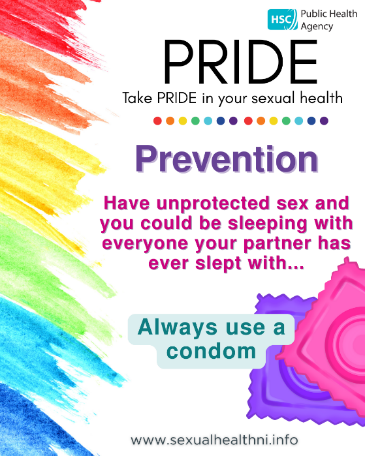 HSC Public Health
Agency
PRIDE
Take PRIDE in your sexual health
Prevention
Have unprotected sex and
you could be sleeping with
everyone your partner has
ever slept with...
Always use a
condom
www.sexualhealthni.info